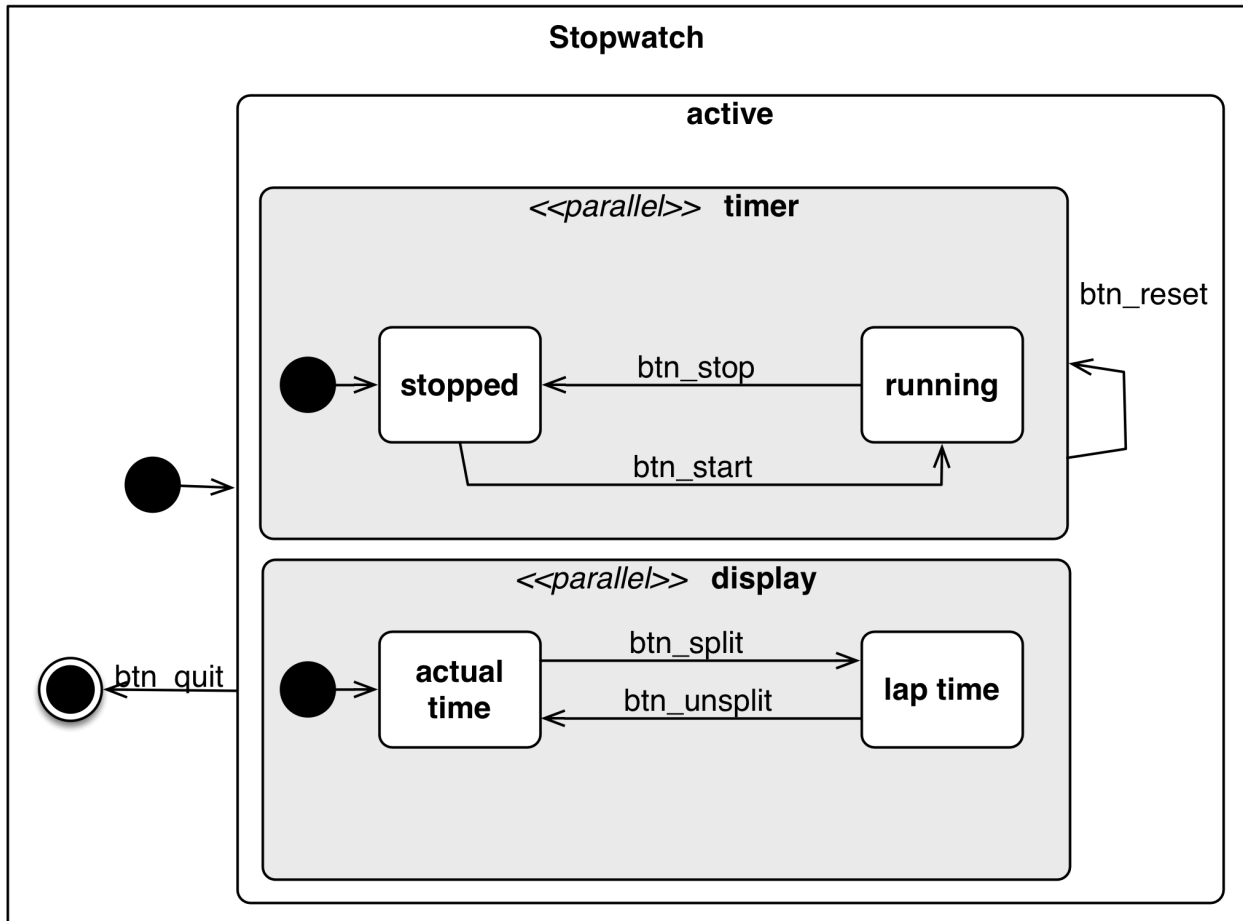 Stopwatch
active
<<parallel>> timer
btn_reset
btn_stop
stopped
running
btn_start
<<parallel>> display
btn_split
actual
time
lap time
btn_unsplit
btn_quit